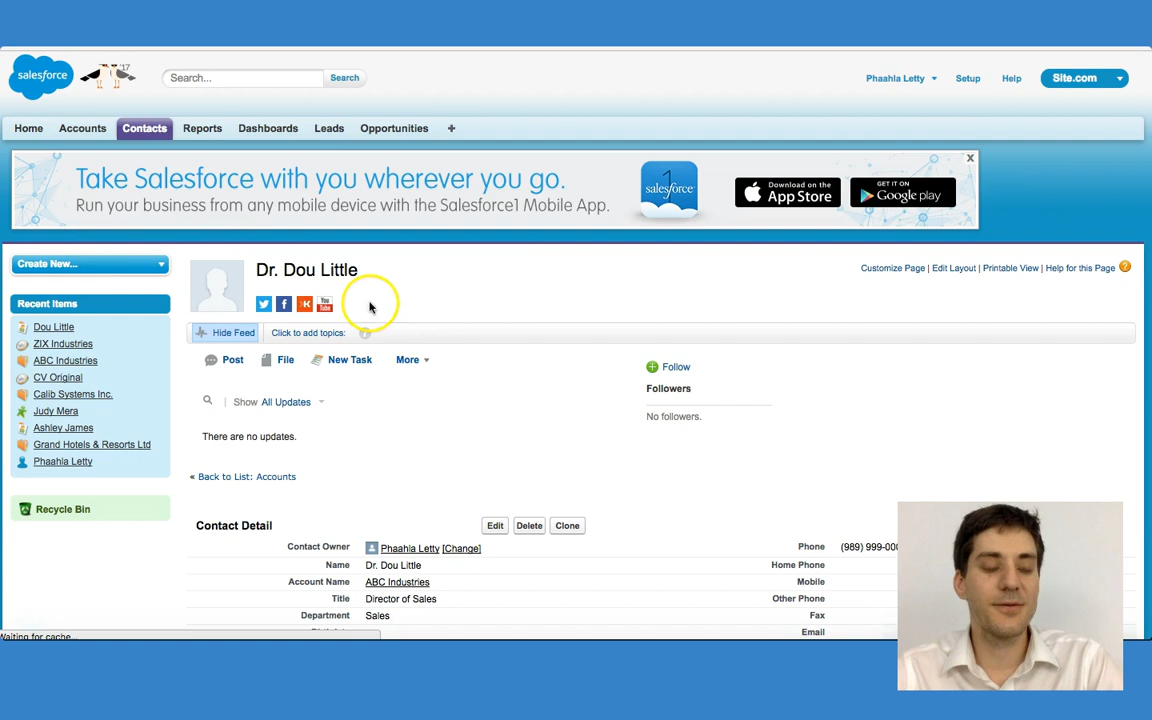 salesforce
'17
Search...
Search
Phaahla Letty
Setup
Help
Site.com
Home
Accounts
Contacts
Reports
Dashboards
Leads
Opportunities
+
Take Salesforce with you wherever you go.
Run your business from any mobile device with the Salesforce1 Mobile App.
1
salesforce
Download on the
App Store
GET IT ON
Google play
X
Create New...
Recent Items
Dou Little
ZIX Industries
ABC Industries
CV Original
Calib Systems Inc.
Judy Mera
Ashley James
Grand Hotels & Resorts Ltd
Phaahla Letty
Recycle Bin
Dr. Dou Little
You
Tube
Customize Page | Edit Layout | Printable View | Help for this Page ?
Hide Feed
Click to add topics:
Post
File
New Task
More
Show All Updates
There are no updates.
Follow
Followers
No followers.
« Back to List: Accounts
Contact Detail
Edit
Delete
Clone
Contact Owner Phaahla Letty [Change]
Phone (989) 999-000
Name Dr. Dou Little
Home Phone
Account Name ABC Industries
Mobile
Title Director of Sales
Other Phone
Department Sales
Fax
Email
Waiting for cache...